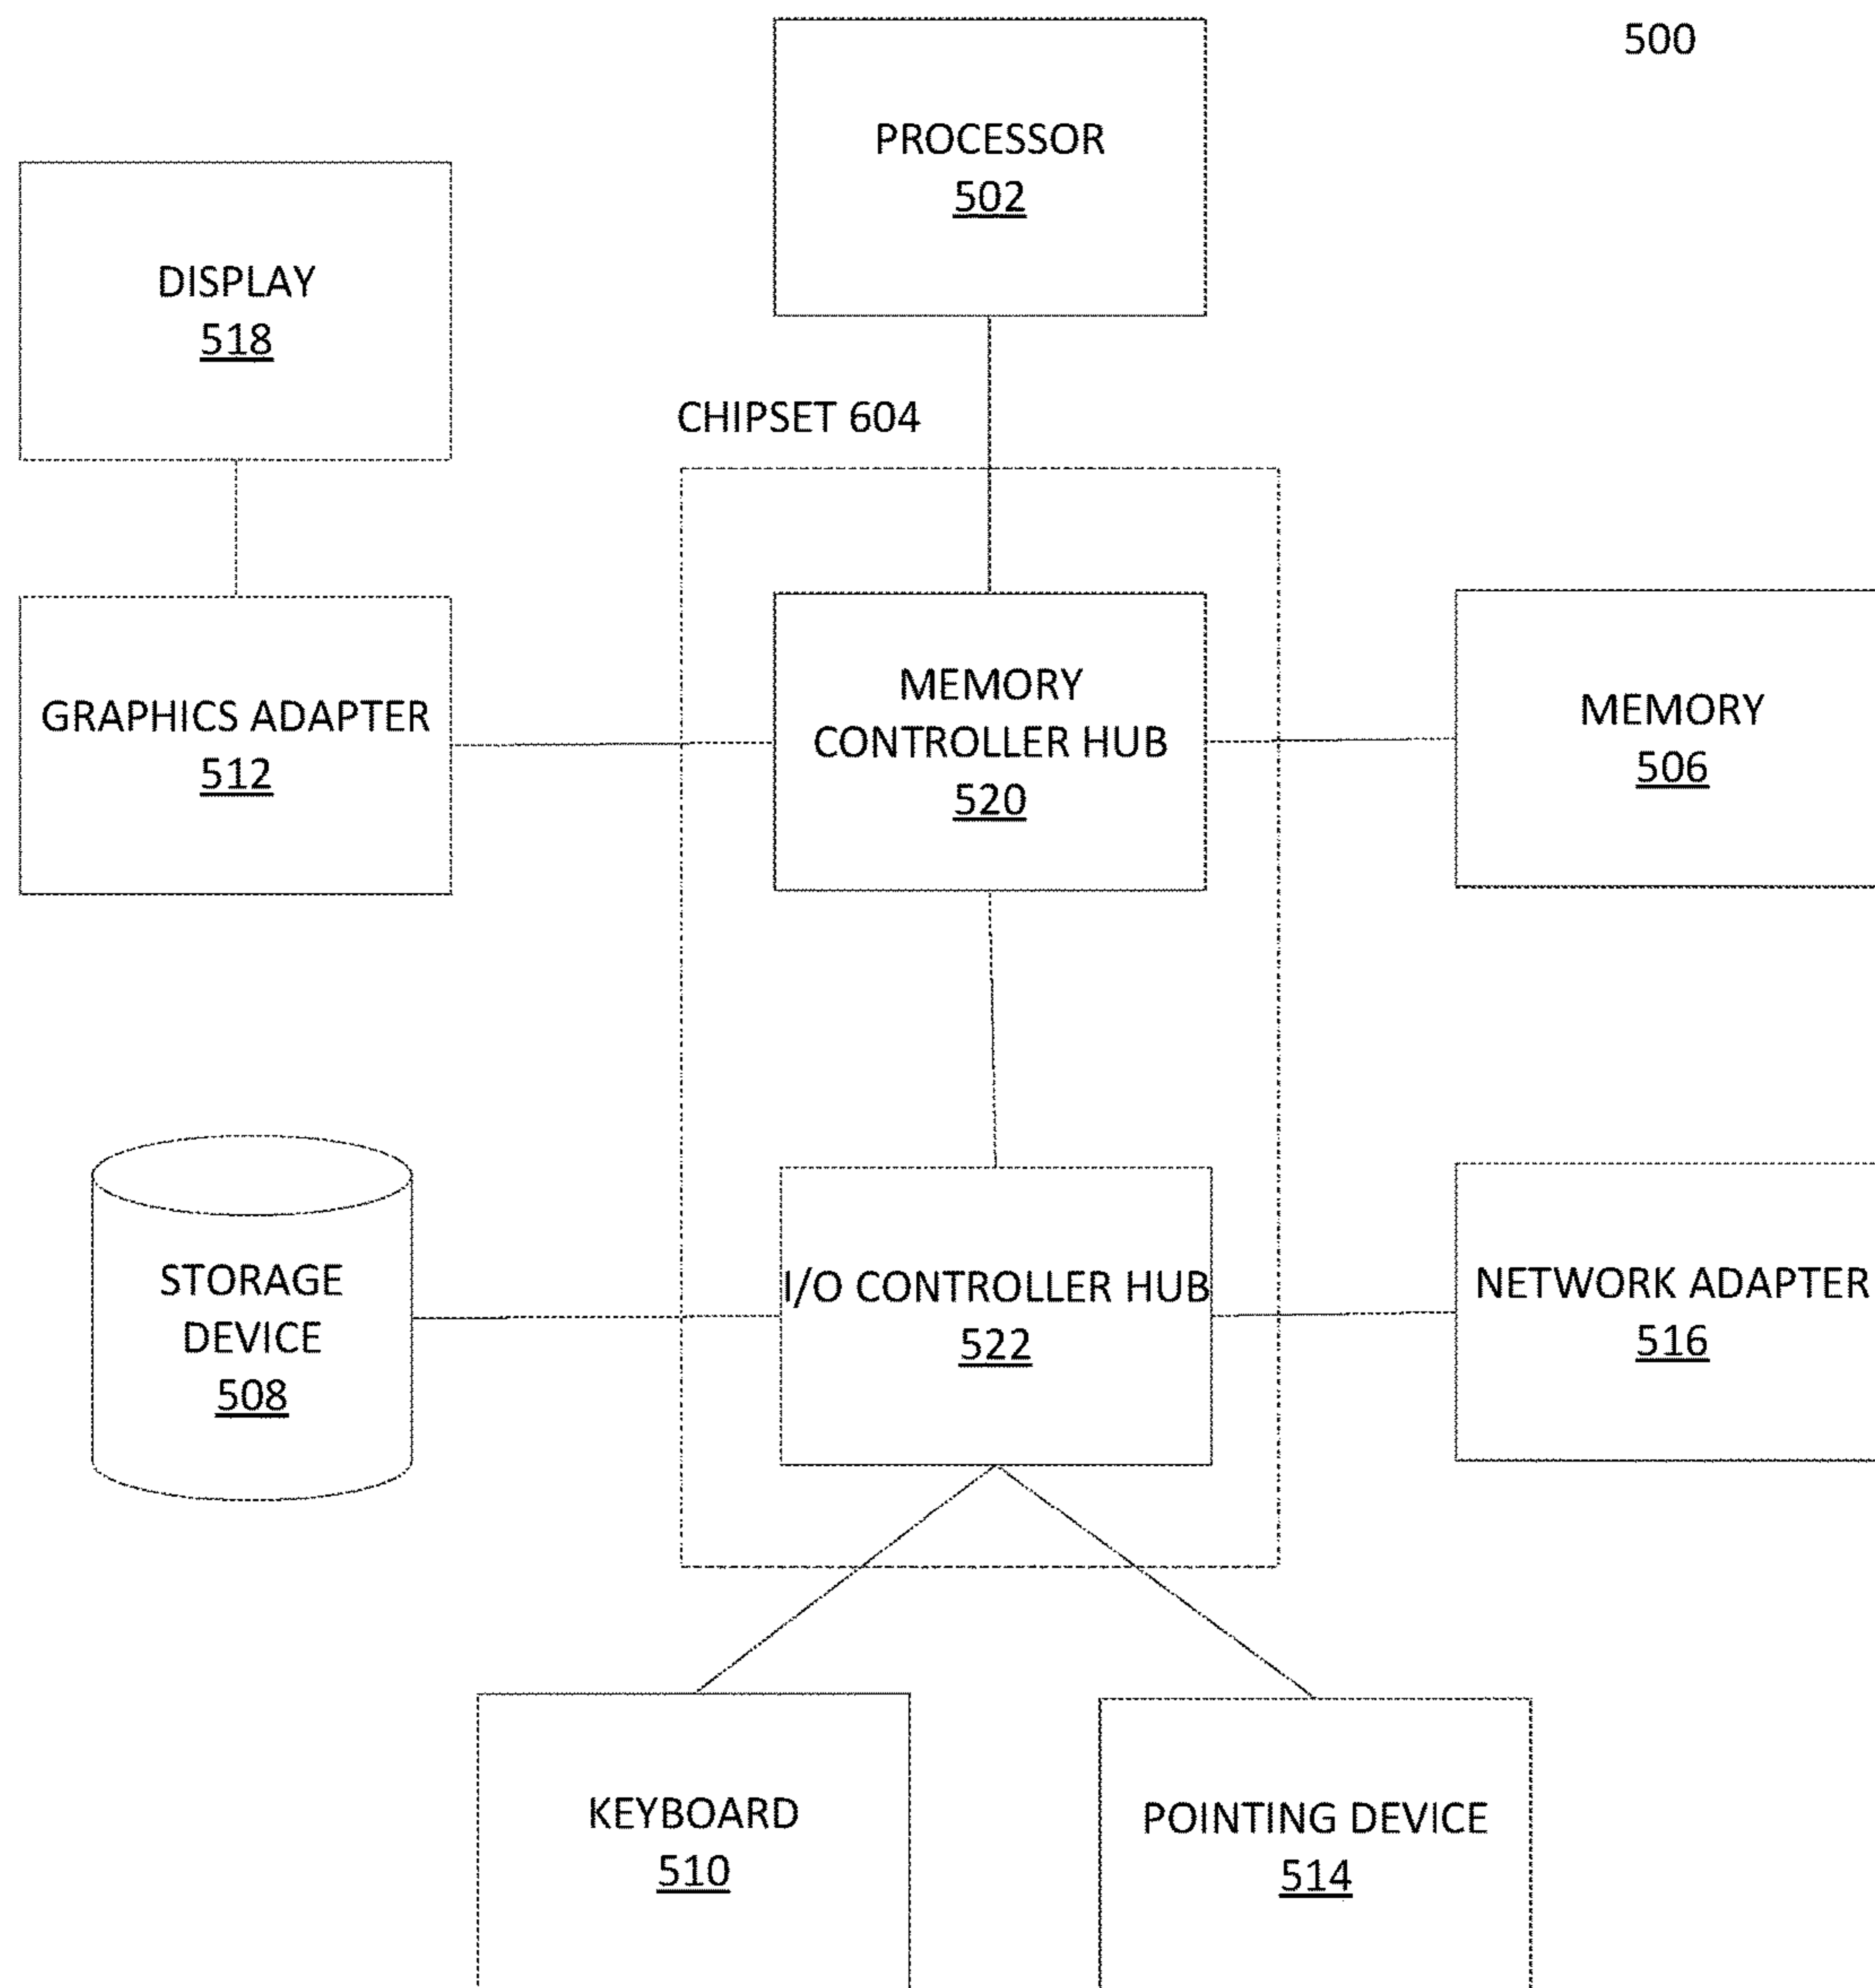 500
PROCESSOR
502
DISPLAY
518
CHIPSET 604
GRAPHICS ADAPTER
512
MEMORY
CONTROLLER HUB
520
MEMORY
506
STORAGE
DEVICE
508
I/O CONTROLLER HUB
522
NETWORK ADAPTER
516
KEYBOARD
510
POINTING DEVICE
514